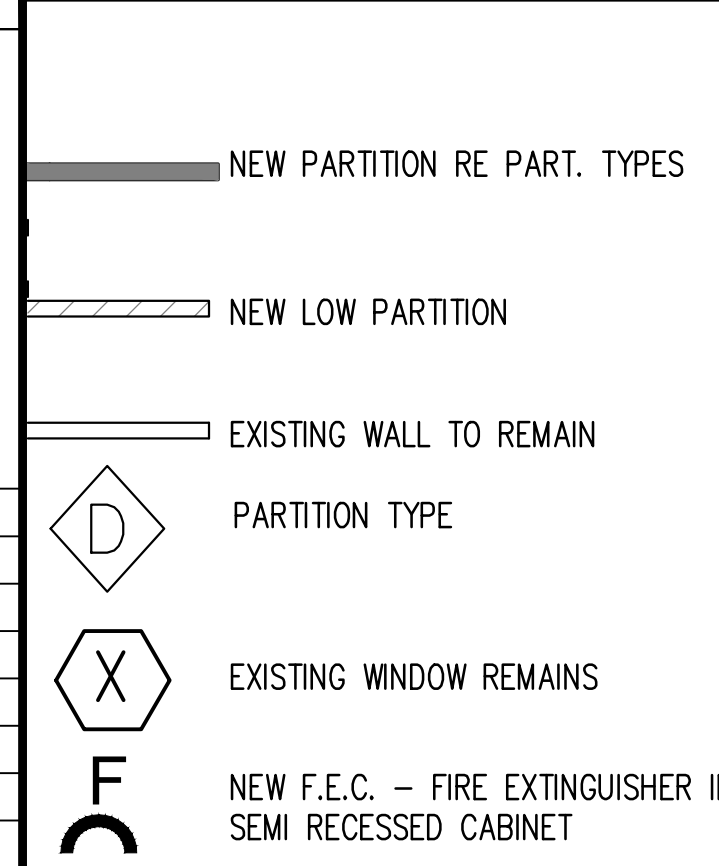 NEW PARTITION RE PART. TYPES
NEW LOW PARTITION
EXISTING WALL TO REMAIN
D
PARTITION TYPE
X
EXISTING WINDOW REMAINS
F
NEW F.E.C. – FIRE EXTINGUISHER
SEMI RECESSED CABINET